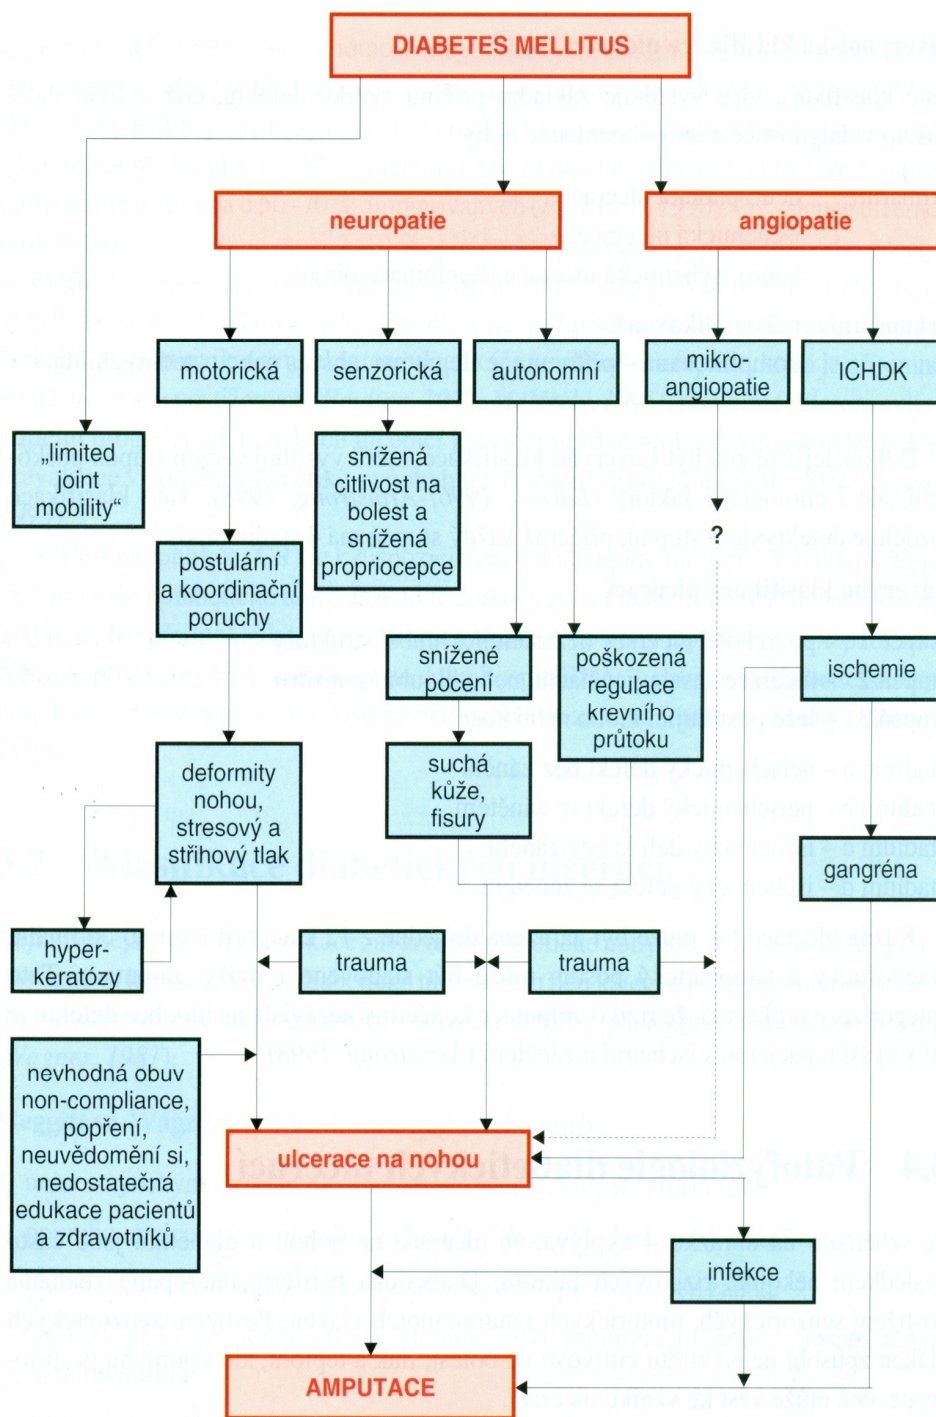 DIABETES MELLITUS
neuropatie
angiopatie
motorická
senzorická
autonomní
mikro-
angiopatie
ICHDK
„limited
joint
mobility“
snížená
citlivost na
bolest a
snížená
propriocepce
?
postulární
a koordinační
poruchy
snížené
pocení
poškozená
regulace
krevního
průtoku
ischemie
deformity
nohou,
stresový a
střihový tlak
suchá
kůže,
fisury
gangréna
hyper-
keratózy
trauma
trauma
nevhodná obuv
non-compliance,
popření,
neuvědomění si,
nedostatečná
edukace pacientů
a zdravotníků
ulcerace na nohou
infekce
AMPUTACE